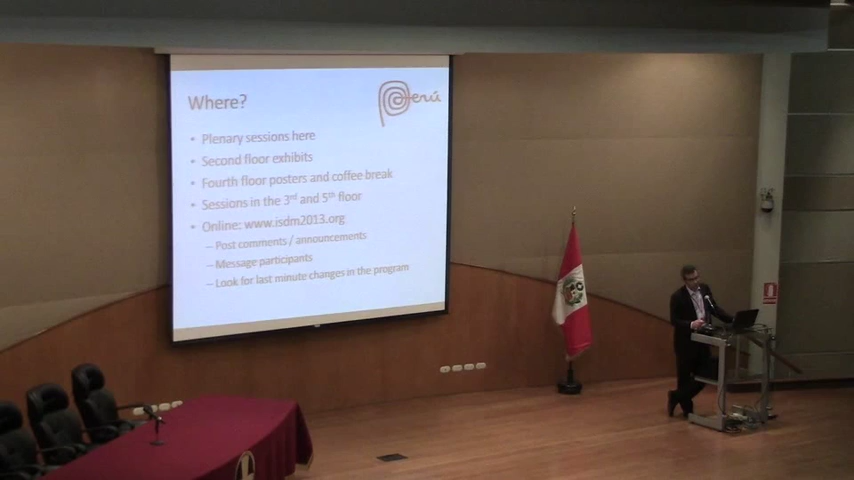 Where?
Perú
• Plenary sessions here
• Second floor exhibits
• Fourth floor posters and coffee break
• Sessions in the 3rd and 5th floor
• Online: www.isdm2013.org
– Post comments / announcements
– Message participants
– Look for last minute changes in the program